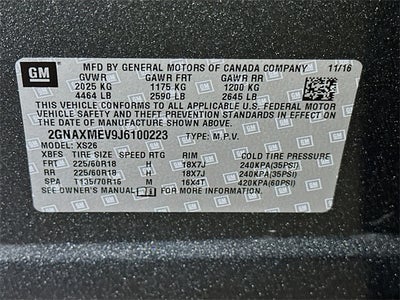 GM
MFD BY GENERAL MOTORS OF CANADA COMPANY 11/16
GVWR GAWR FRT GAWR RR
2025 KG 1175 KG 1200 KG
4464 LB 2590 LB 2645 LB
THIS VEHICLE CONFORMS TO ALL APPLICABLE U.S. FEDERAL MOTOR
VEHICLE SAFETY, BUMPER, AND THEFT PREVENTION STANDARDS IN EFFECT
ON THE DATE OF MANUFACTURE SHOWN ABOVE.
2GNAXMEV9J6100223 TYPE: M.P.V.
MODEL: XS26
XBFS TIRE SIZE SPEED RTG RIM COLD TIRE PRESSURE
FRT 225/60R18 H 18X7J 240KPA(35PSI)
RR 225/60R18 H 18X7J 240KPA(35PSI)
SPA T135/70R16 M 16X4T 420KPA(60PSI)
SEE OWNER'S MANUAL
GM